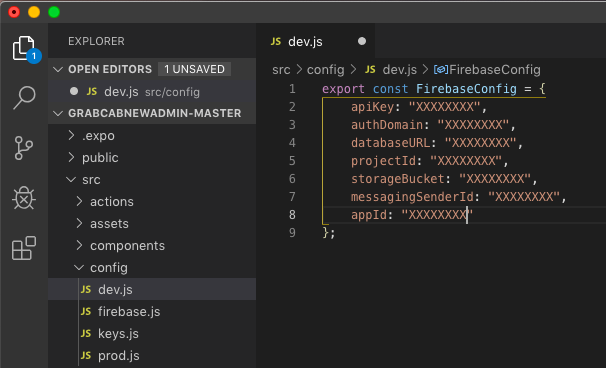 EXPLORER
OPEN EDITORS 1 UNSAVED
JS dev.js src/config
GRABCABNEWADMIN-MASTER
.expo
public
src
actions
assets
components
config
JS dev.js
JS firebase.js
JS keys.js
JS prod.js
1
JS dev.js
src > config > JS dev.js > FirebaseConfig
1 export const FirebaseConfig = {
2 apiKey: "XXXXXXXX",
3 authDomain: "XXXXXXXX",
4 databaseURL: "XXXXXXXX",
5 projectId: "XXXXXXXX",
6 storageBucket: "XXXXXXXX",
7 messagingSenderId: "XXXXXXXX",
8 appId: "XXXXXXXX"
9 };